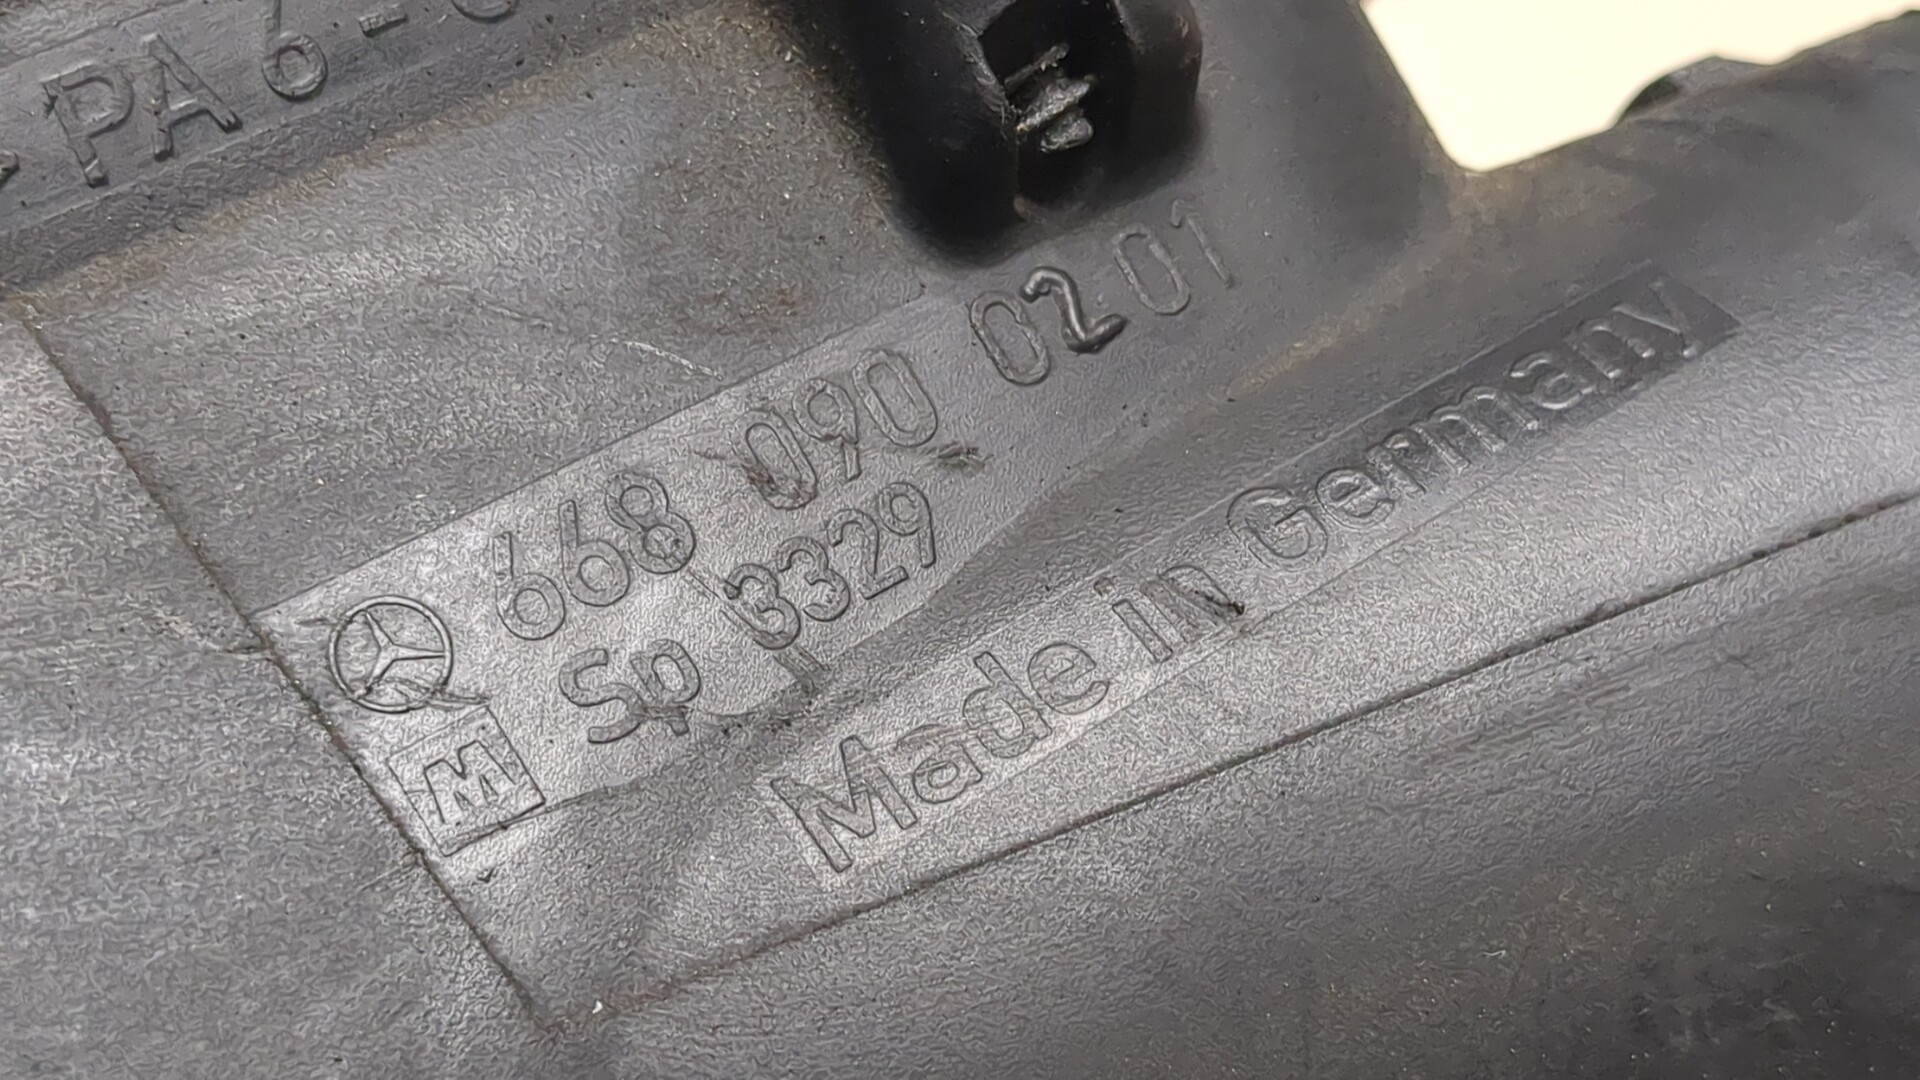 PA 6 -
668 090 02 01
Sp 3329
M
Made in Germany